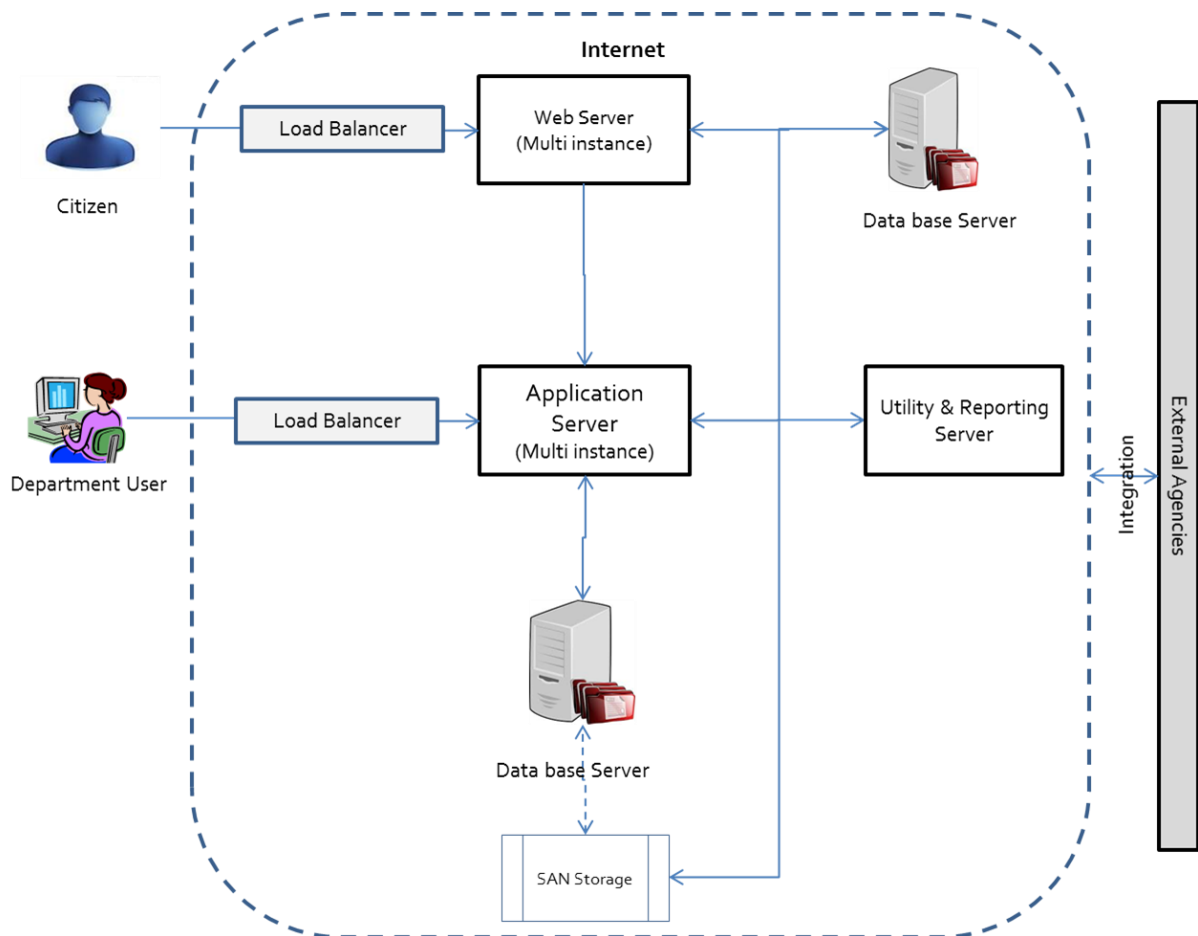 Internet
Load Balancer
Web Server
(Multi instance)
Citizen
Data base Server
Load Balancer
Application
Server
(Multi instance)
Utility & Reporting
Server
Department User
Integration
External Agencies
Data base Server
SAN Storage